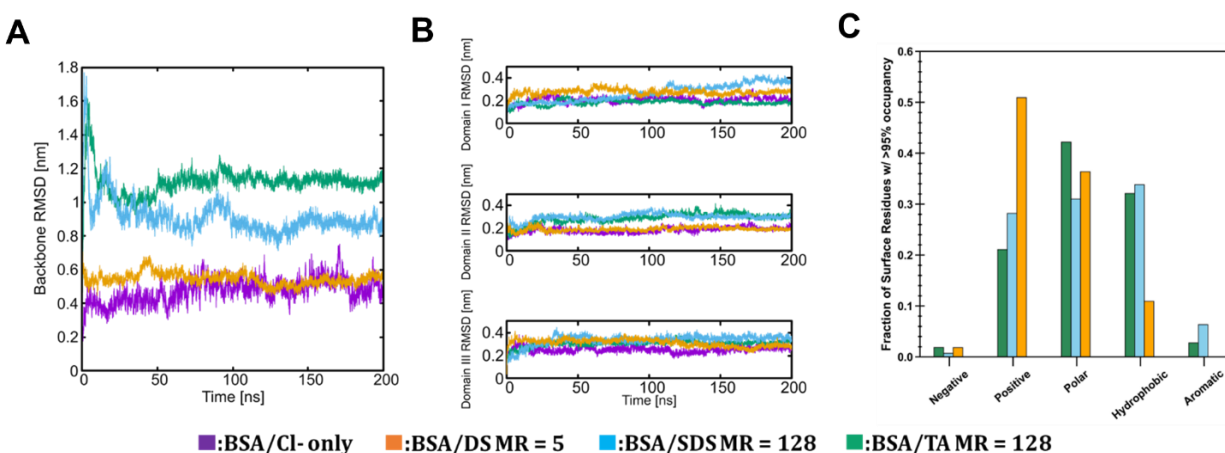 A
Backbone RMSD [nm]
1.8
1.6
1.4
1.2
1
0.8
0.6
0.4
0.2
0
0 50 100 150 200
Time [ns]
B
Domain I RMSD [nm]
0.4
0.2
0
0 50 100 150 200
Domain II RMSD [nm]
0.4
0.2
0
0 50 100 150 200
Domain III RMSD [nm]
0.4
0.2
0
0 50 100 150 200
Time [ns]
C
Fraction of Surface Residues w/ >95% occupancy
0.6
0.5
0.4
0.3
0.2
0.1
0.0
Negative Positive Polar Hydrophobic Aromatic
:BSA/Cl- only :BSA/DS MR = 5 :BSA/SDS MR = 128 :BSA/TA MR = 128